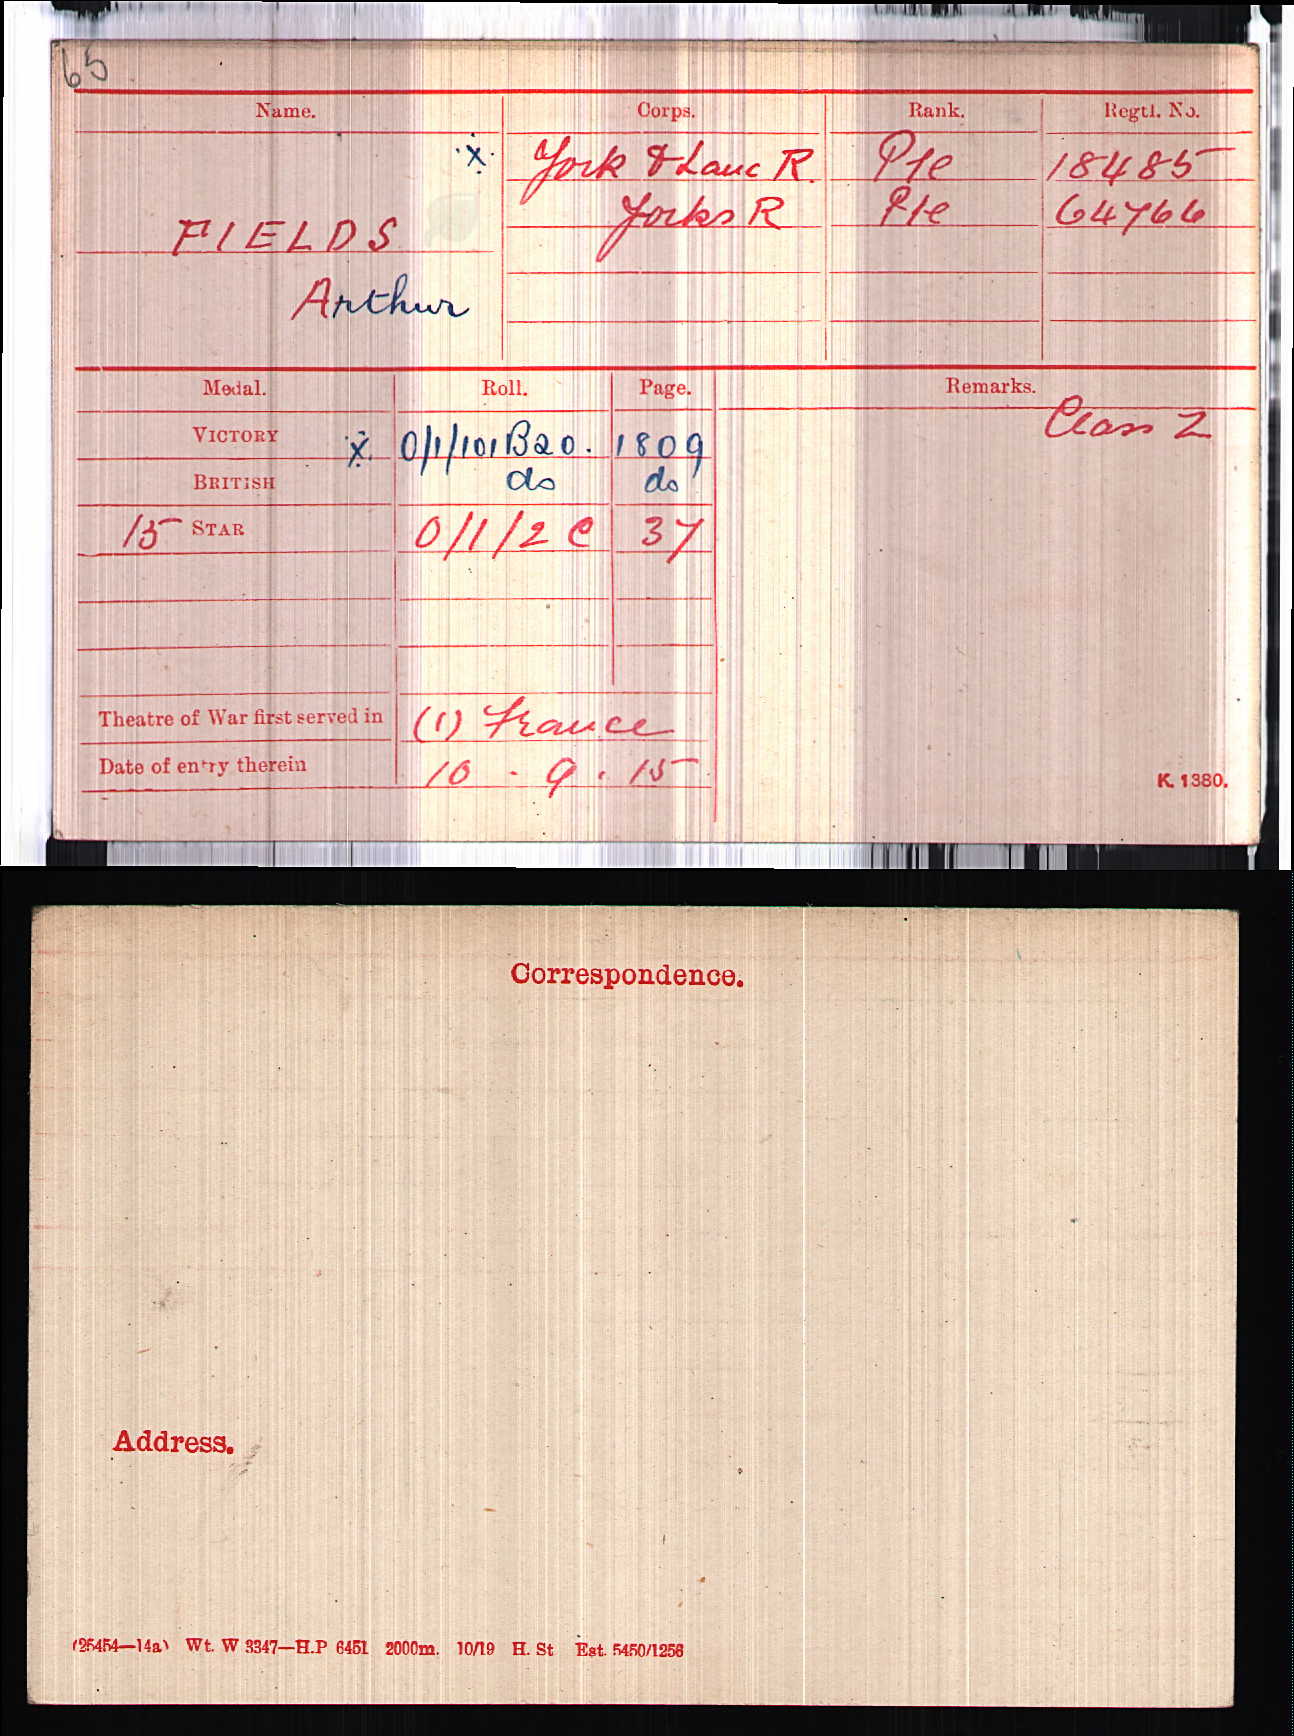 65
Name. Corps. Rank. Regtl. No.
X York & Lanc R. Pte 18485
FIELDS Yorks R Pte 64766
Arthur
Medal. Roll. Page. Remarks.
Class Z
VICTORY X 0/1/101B20. 1809
BRITISH do do
15 STAR 0/1/2 C 37
Theatre of War first served in (1) France
Date of entry therein 10 . 9 . 15
K. 1380.
Correspondence.
Address.
(25454—14a) Wt. W 3347—H.P 6451 2000m. 10/19 H. St Est. 5450/1256